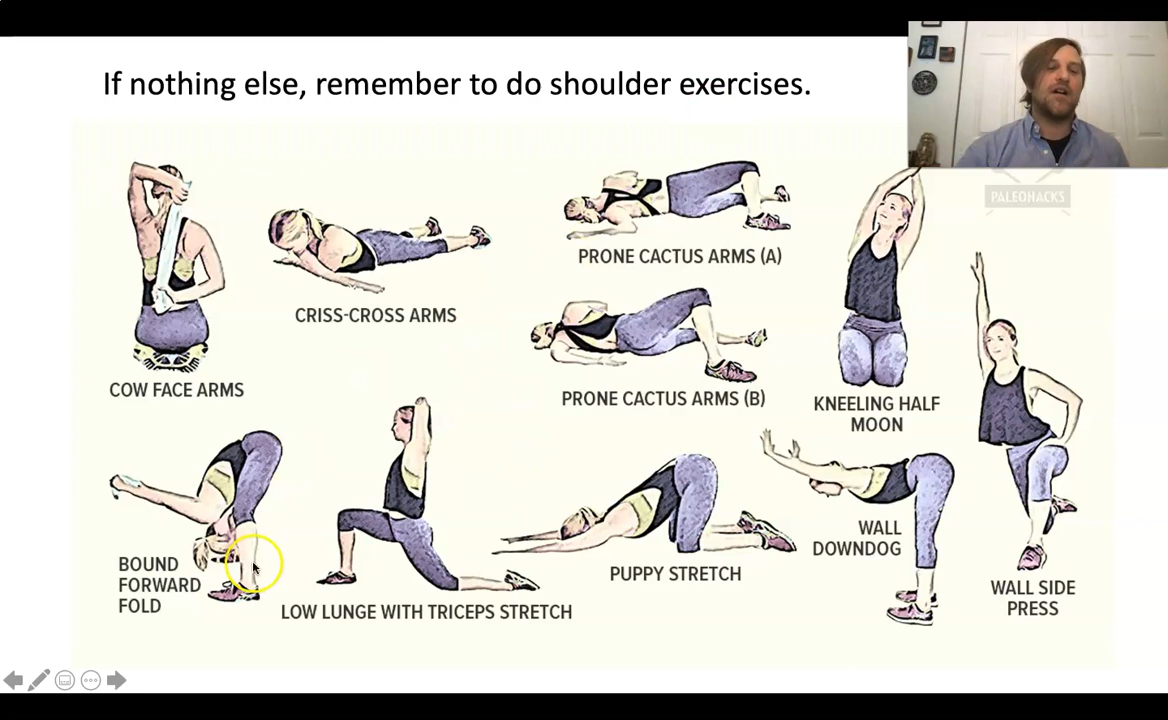 If nothing else, remember to do shoulder exercises.
PALEOHACKS
PRONE CACTUS ARMS (A)
CRISS-CROSS ARMS
COW FACE ARMS
PRONE CACTUS ARMS (B)
KNEELING HALF
MOON
BOUND
FORWARD
FOLD
LOW LUNGE WITH TRICEPS STRETCH
PUPPY STRETCH
WALL
DOWNDOG
WALL SIDE
PRESS